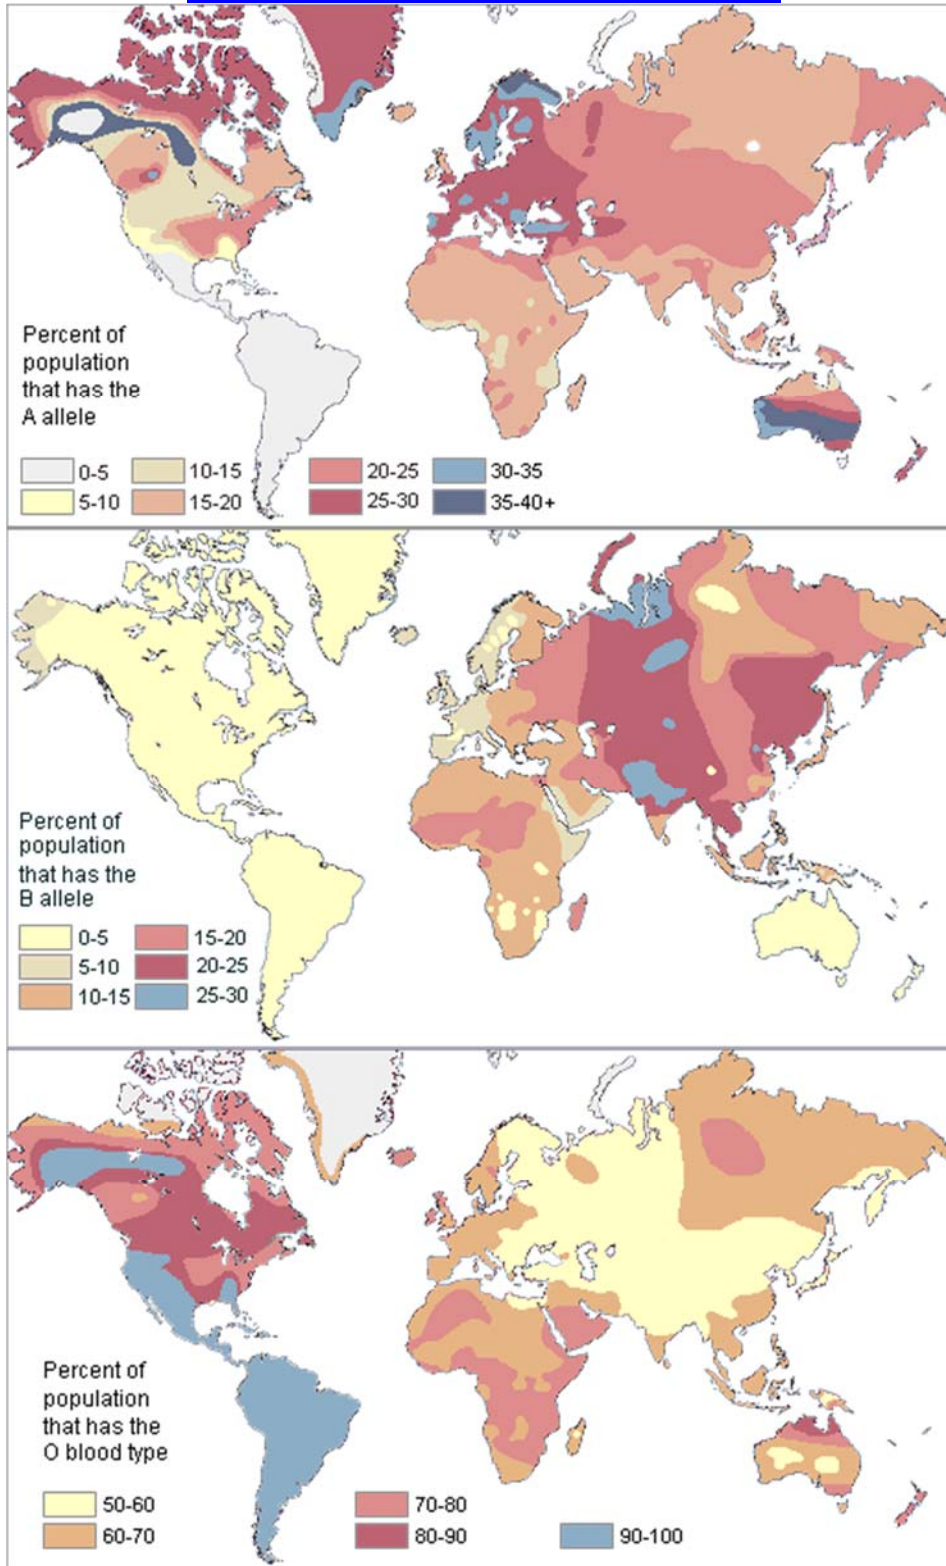 Percent of
population
that has the
A allele
0-5
10-15
20-25
30-35
5-10
15-20
25-30
35-40+
Percent of
population
that has the
B allele
0-5
15-20
5-10
20-25
10-15
25-30
Percent of
population
that has the
O blood type
50-60
70-80
60-70
80-90
90-100